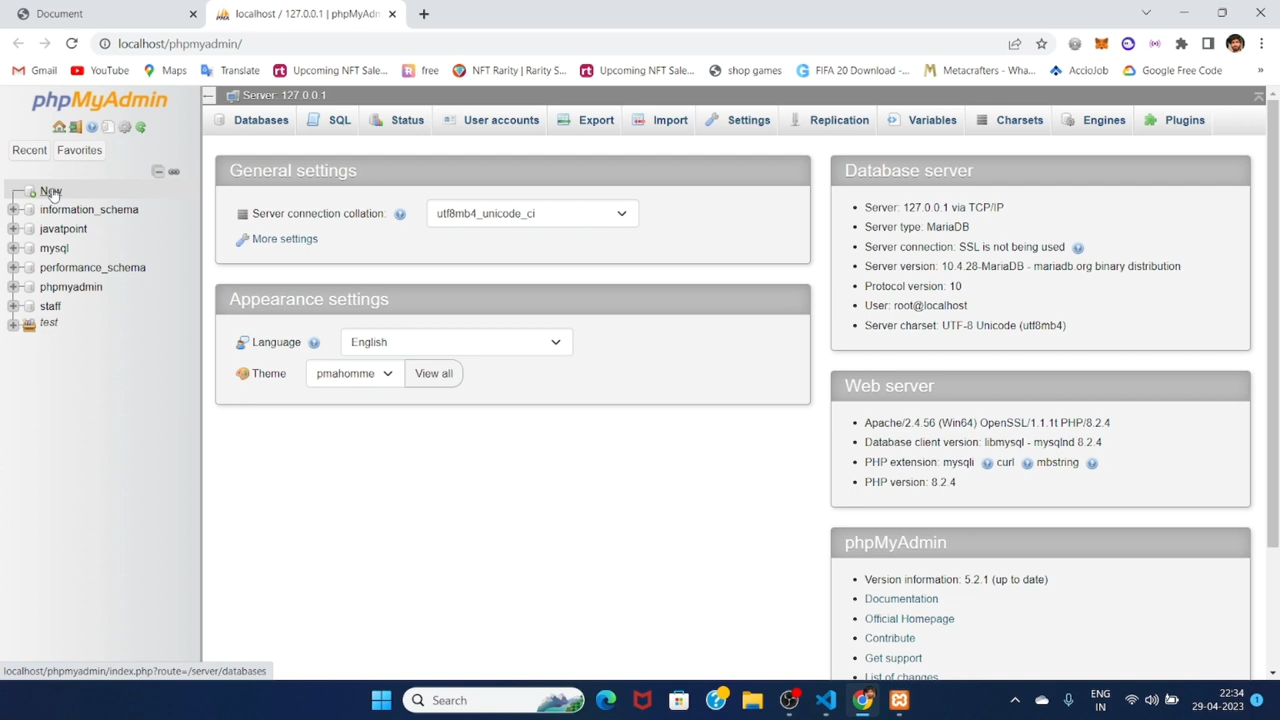 Document
localhost / 127.0.0.1 | phpMyAdm
localhost/phpmyadmin/
Gmail
YouTube
Maps
Translate
Upcoming NFT Sale...
free
NFT Rarity | Rarity S...
Upcoming NFT Sale...
shop games
FIFA 20 Download -...
Metacrafters - Wha...
AccioJob
Google Free Code
»
phpMyAdmin
Recent
Favorites
New
information_schema
javatpoint
mysql
performance_schema
phpmyadmin
staff
test
Server: 127.0.0.1
Databases
SQL
Status
User accounts
Export
Import
Settings
Replication
Variables
Charsets
Engines
Plugins
General settings
Server connection collation:
utf8mb4_unicode_ci
More settings
Appearance settings
Language
English
Theme
pmahomme
View all
Database server
Server: 127.0.0.1 via TCP/IP
Server type: MariaDB
Server connection: SSL is not being used
Server version: 10.4.28-MariaDB - mariadb.org binary distribution
Protocol version: 10
User: root@localhost
Server charset: UTF-8 Unicode (utf8mb4)
Web server
Apache/2.4.56 (Win64) OpenSSL/1.1.1t PHP/8.2.4
Database client version: libmysql - mysqlnd 8.2.4
PHP extension: mysqli curl mbstring
PHP version: 8.2.4
phpMyAdmin
Version information: 5.2.1 (up to date)
Documentation
Official Homepage
Contribute
Get support
List of changes
localhost/phpmyadmin/index.php?route=/server/databases
Search
ENG
IN
22:34
29-04-2023
1